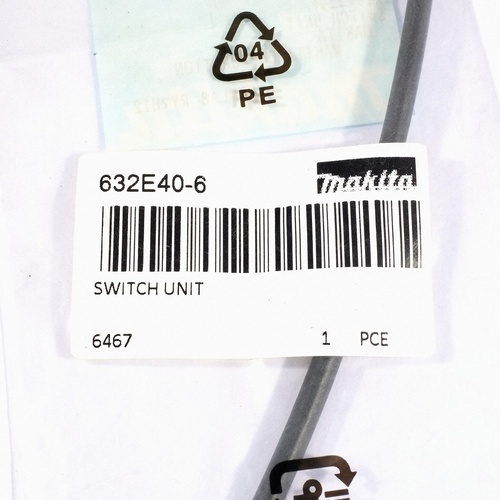 04
PE
632E40-6
makita
SWITCH UNIT
6467 1 PCE